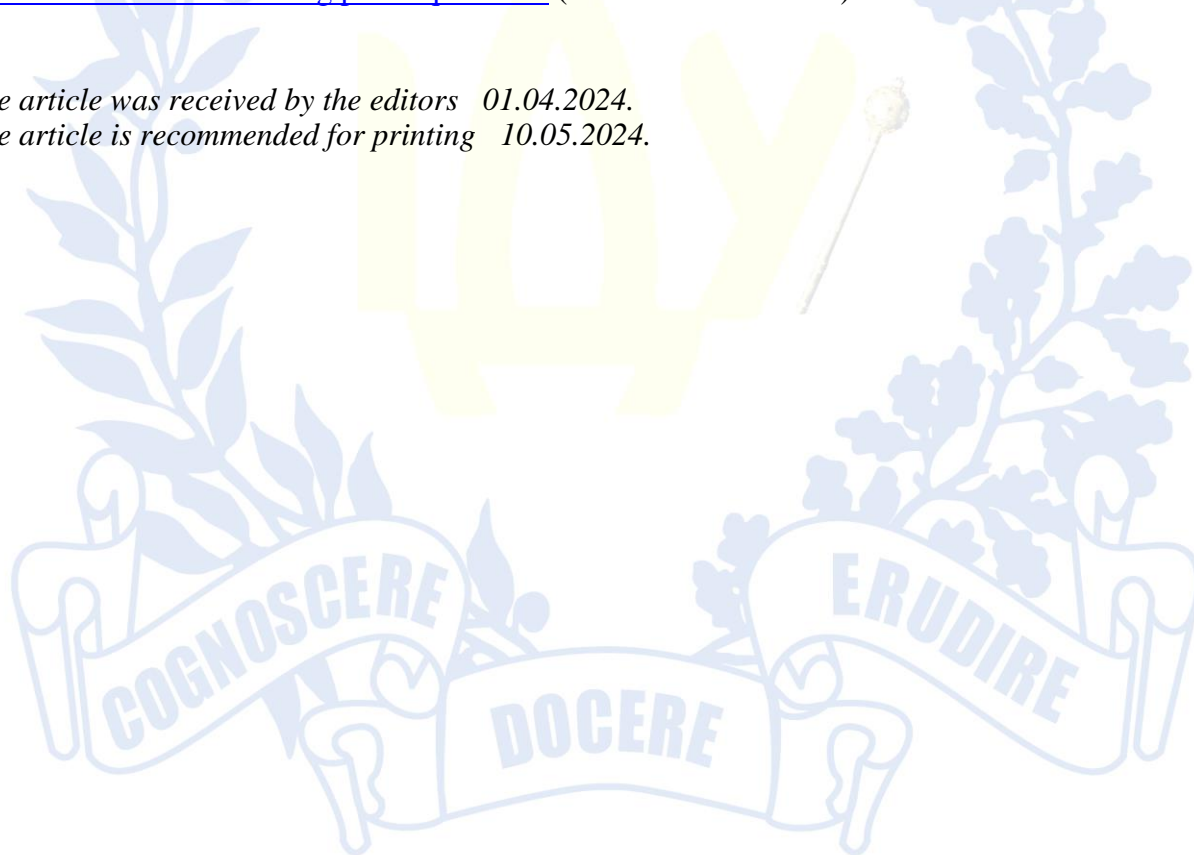 e article was received by the editors 01.04.2024.
e article is recommended for printing 10.05.2024.
ІДУ
COGNOSCERE
DOCERE
ERUDIRE